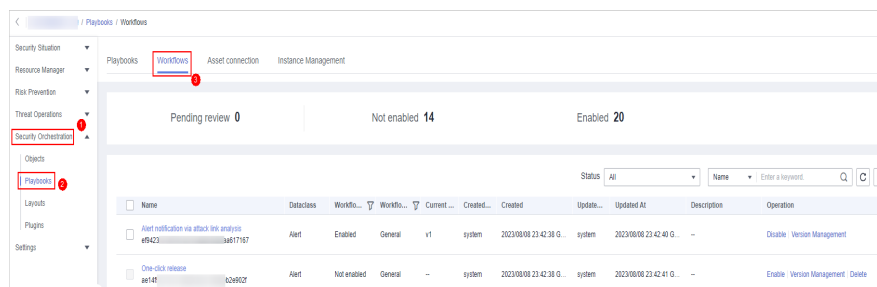 / Playbooks / Workflows
Security Situation
Resource Manager
Risk Prevention
Threat Operations
1
Security Orchestration
Objects
Playbooks 2
Layouts
Plugins
Settings
Playbooks Workflows Asset connection Instance Management
3
Pending review 0 Not enabled 14 Enabled 20
Status All Name Enter a keyword.
Name Dataclass Workflo... Workflo... Current ... Created... Created Update... Updated At Description Operation
Alert notification via attack link analysis
ef9423 aa617167
Alert Enabled General v1 system 2023/08/08 23:42:38 G... system 2023/08/08 23:42:40 G... -- Disable Version Management
One-click release
ae14f b2e902f
Alert Not enabled General -- system 2023/08/08 23:42:38 G... system 2023/08/08 23:42:41 G... -- Enable Version Management Delete